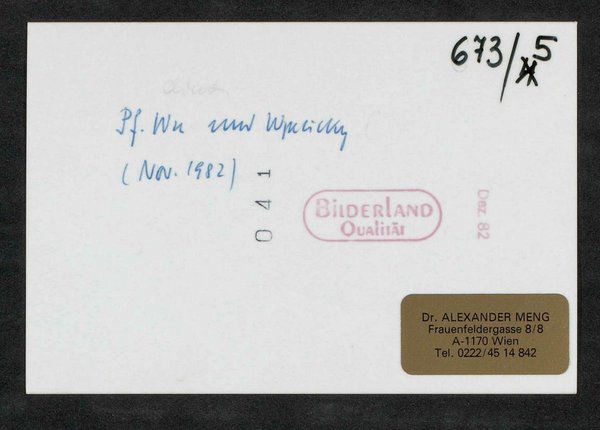 673/5
Pf. Wu und
(Nov. 1982)
041
BILDERLAND
QUALITÄT
Dez. 82
Dr. ALEXANDER MENG
Frauenfeldergasse 8/8
A-1170 Wien
Tel. 0222/45 14 842